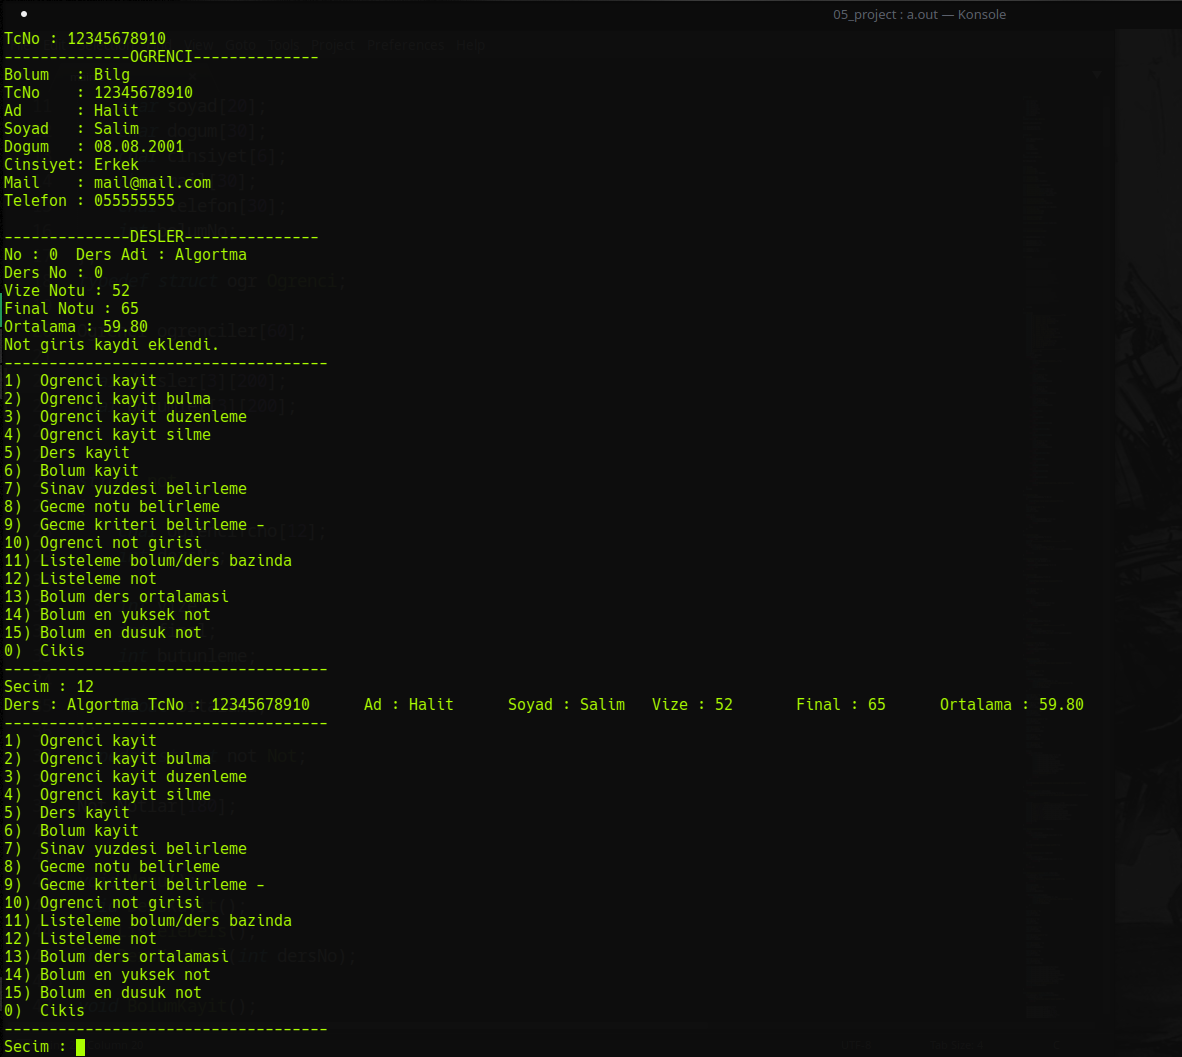 05_project : a.out — Konsole
TcNo : 12345678910
--------------OGRENCI--------------
Bolum   : Bilg
TcNo    : 12345678910
Ad      : Halit
Soyad   : Salim
Dogum   : 08.08.2001
Cinsiyet: Erkek
Mail    : mail@mail.com
Telefon : 055555555
--------------DESLER---------------
No : 0  Ders Adi : Algortma
Ders No : 0
Vize Notu : 52
Final Notu : 65
Ortalama : 59.80
Not giris kaydi eklendi.
------------------------------------
1)  Ogrenci kayit
2)  Ogrenci kayit bulma
3)  Ogrenci kayit duzenleme
4)  Ogrenci kayit silme
5)  Ders kayit
6)  Bolum kayit
7)  Sinav yuzdesi belirleme
8)  Gecme notu belirleme
9)  Gecme kriteri belirleme -
10) Ogrenci not girisi
11) Listeleme bolum/ders bazinda
12) Listeleme not
13) Bolum ders ortalamasi
14) Bolum en yuksek not
15) Bolum en dusuk not
0)  Cikis
------------------------------------
Secim : 12
Ders : Algortma TcNo : 12345678910      Ad : Halit      Soyad : Salim   Vize : 52       Final : 65      Ortalama : 59.80
------------------------------------
1)  Ogrenci kayit
2)  Ogrenci kayit bulma
3)  Ogrenci kayit duzenleme
4)  Ogrenci kayit silme
5)  Ders kayit
6)  Bolum kayit
7)  Sinav yuzdesi belirleme
8)  Gecme notu belirleme
9)  Gecme kriteri belirleme -
10) Ogrenci not girisi
11) Listeleme bolum/ders bazinda
12) Listeleme not
13) Bolum ders ortalamasi
14) Bolum en yuksek not
15) Bolum en dusuk not
0)  Cikis
------------------------------------
Secim :